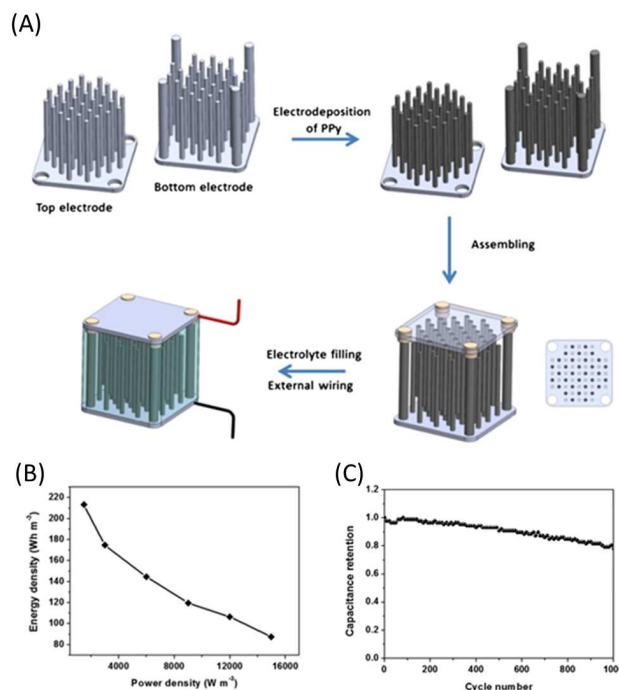 (A)
Electrodeposition
of PPy
Bottom electrode
Top electrode
Assembling
Electrolyte filling
External wiring
(B)
(C)
220
200
180
160
140
120
100
80
Energy density (Wh m⁻³)
4000
8000
12000
16000
Power density (W m⁻³)
1.2
1.0
0.8
0.6
0.4
0.2
0.0
Capacitance retention
0
200
400
600
800
100
Cycle number